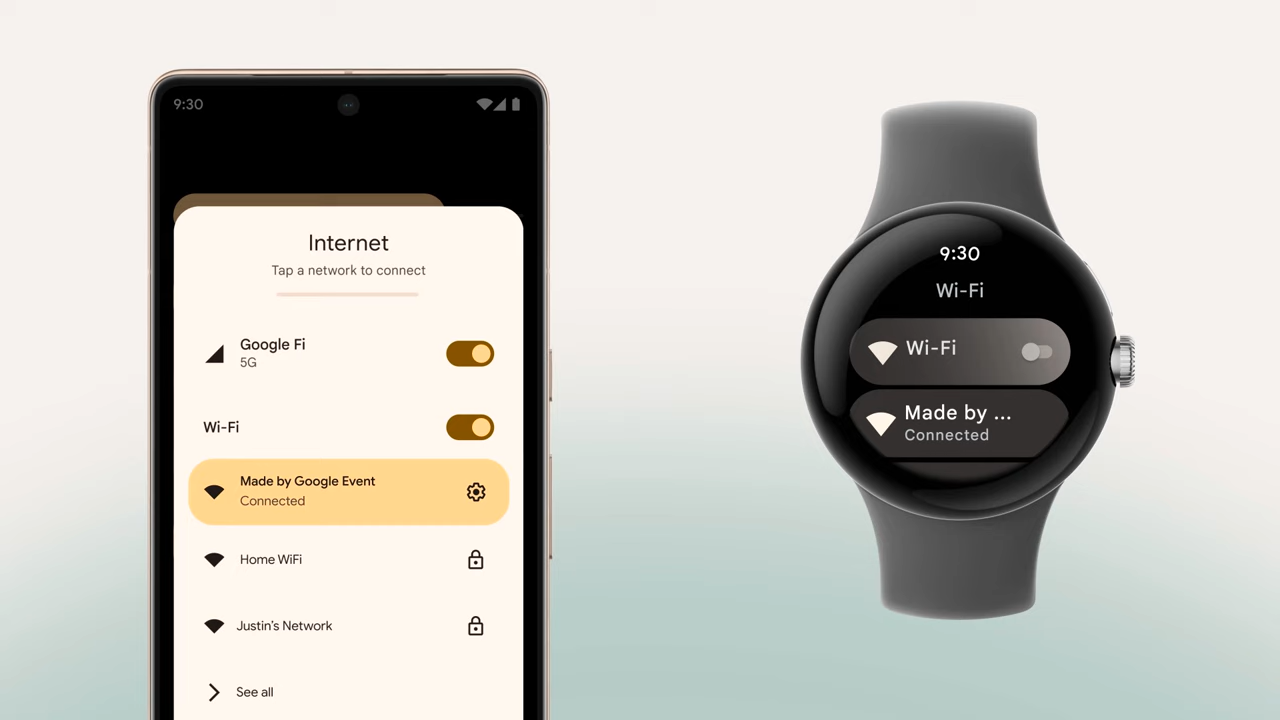 9:30
Internet
Tap a network to connect
Google Fi
5G
Wi-Fi
Made by Google Event
Connected
Home WiFi
Justin's Network
See all
9:30
Wi-Fi
Wi-Fi
Made by ...
Connected